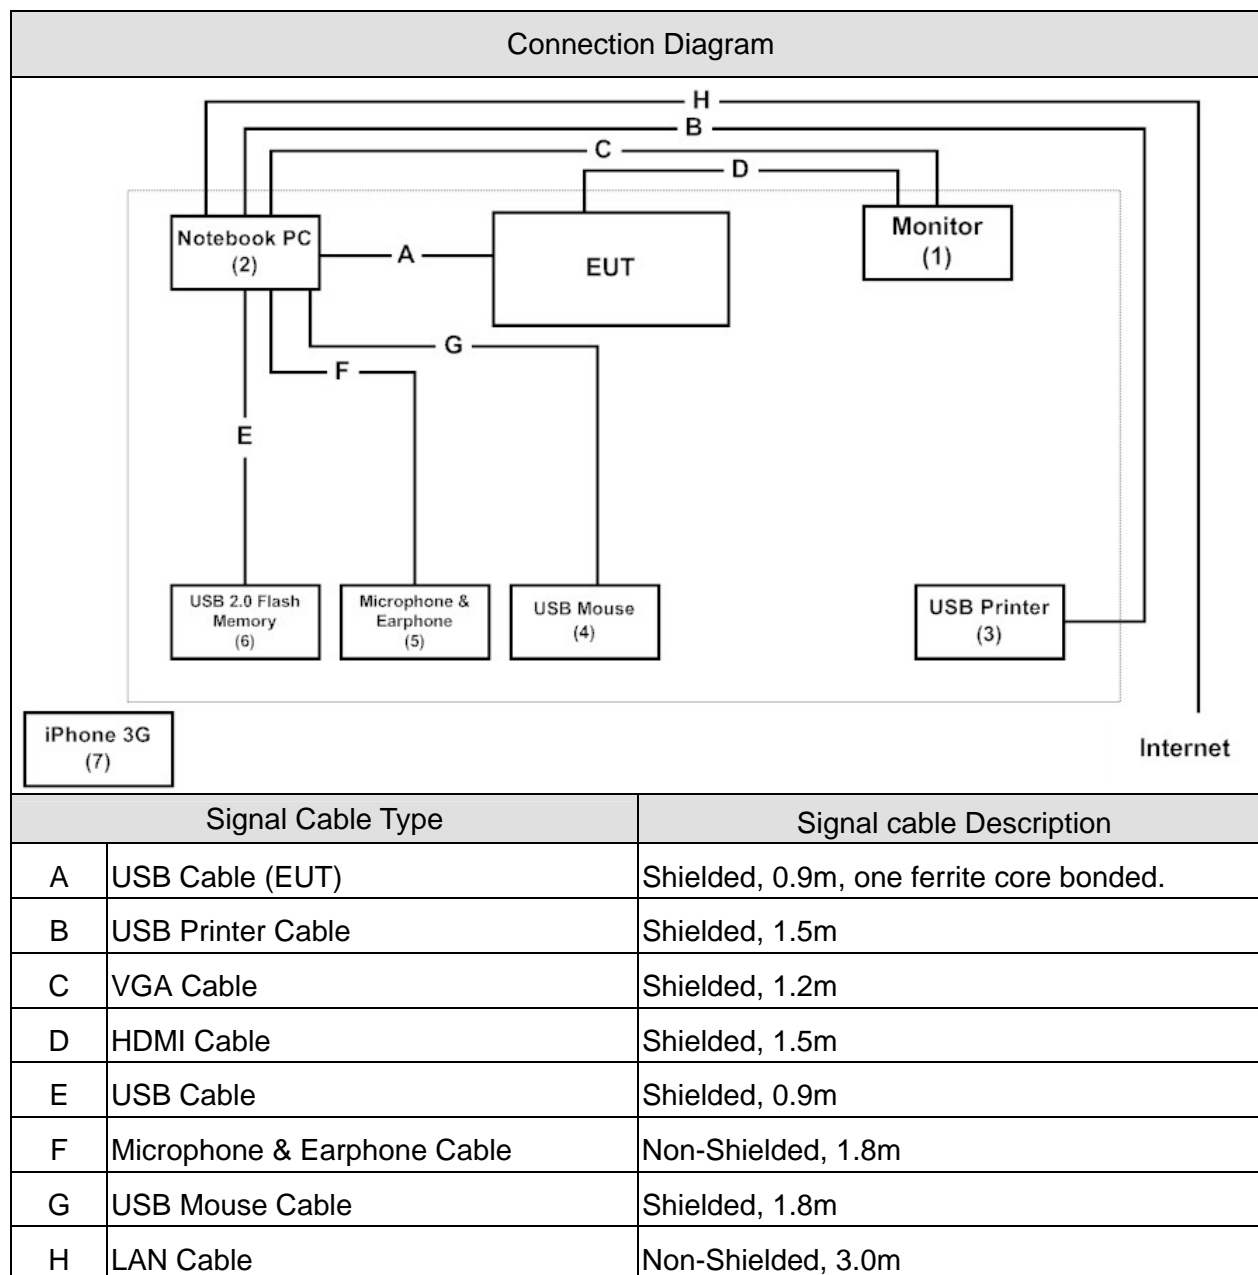 Connection Diagram
H
B
C
D
Notebook PC
(2)
A
EUT
Monitor
(1)
G
F
E
USB 2.0 Flash
Memory
(6)
Microphone &
Earphone
(5)
USB Mouse
(4)
USB Printer
(3)
iPhone 3G
(7)
Internet
Signal Cable Type Signal cable Description
A USB Cable (EUT) Shielded, 0.9m, one ferrite core bonded.
B USB Printer Cable Shielded, 1.5m
C VGA Cable Shielded, 1.2m
D HDMI Cable Shielded, 1.5m
E USB Cable Shielded, 0.9m
F Microphone & Earphone Cable Non-Shielded, 1.8m
G USB Mouse Cable Shielded, 1.8m
H LAN Cable Non-Shielded, 3.0m